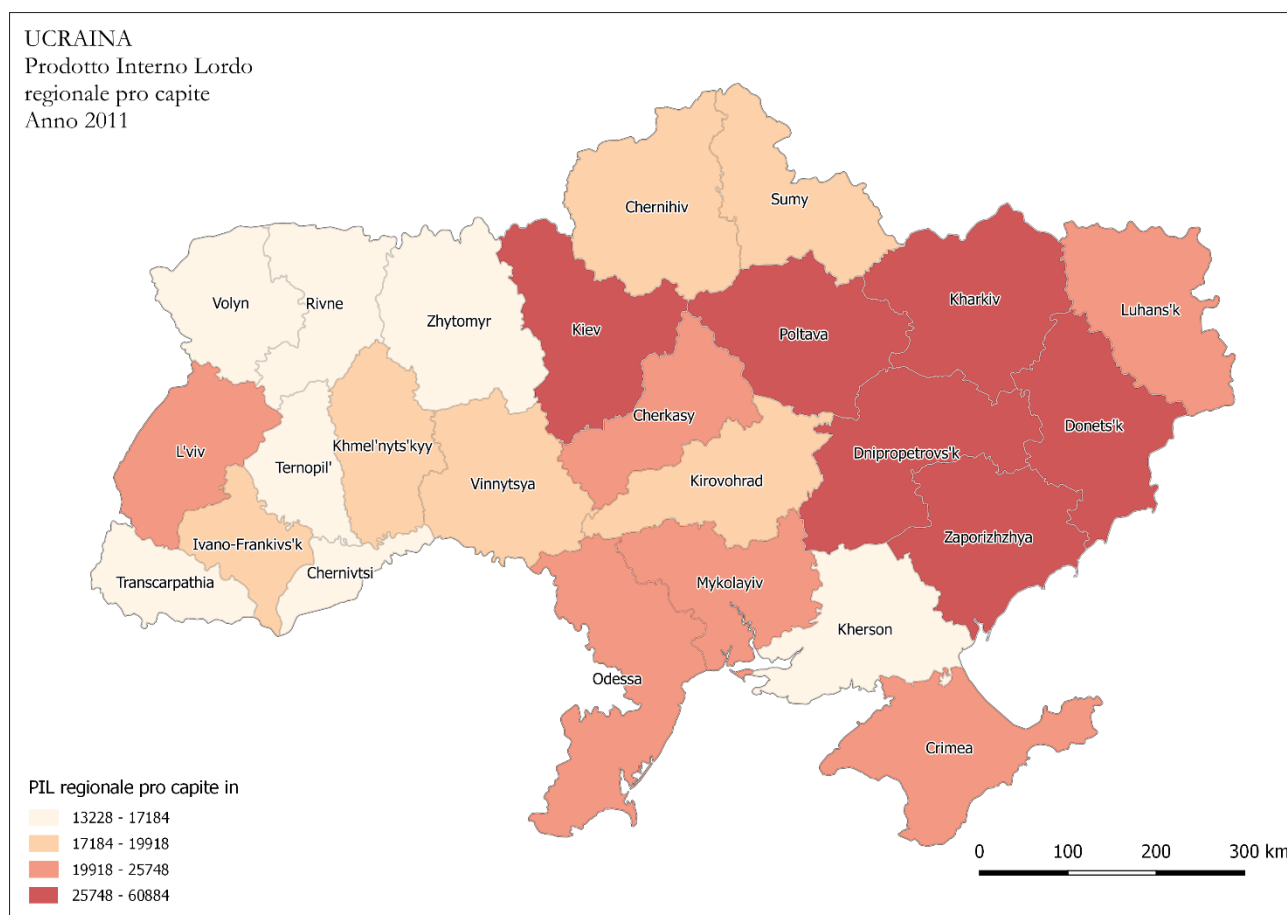 UCRAINA
Prodotto Interno Lordo
regionale pro capite
Anno 2011
Chernihiv
Sumy
Volyn
Rivne
Zhytomyr
Kiev
Poltava
Kharkiv
Luhans'k
L'viv
Ternopil'
Khmel'nyts'kyy
Vinnytsya
Cherkasy
Kirovohrad
Dnipropetrovs'k
Donets'k
Ivano-Frankivs'k
Transcarpathia
Chernivtsi
Mykolayiv
Zaporizhzhya
Kherson
Odessa
Crimea
PIL regionale pro capite in
13228 - 17184
17184 - 19918
19918 - 25748
25748 - 60884
0 100 200 300 km